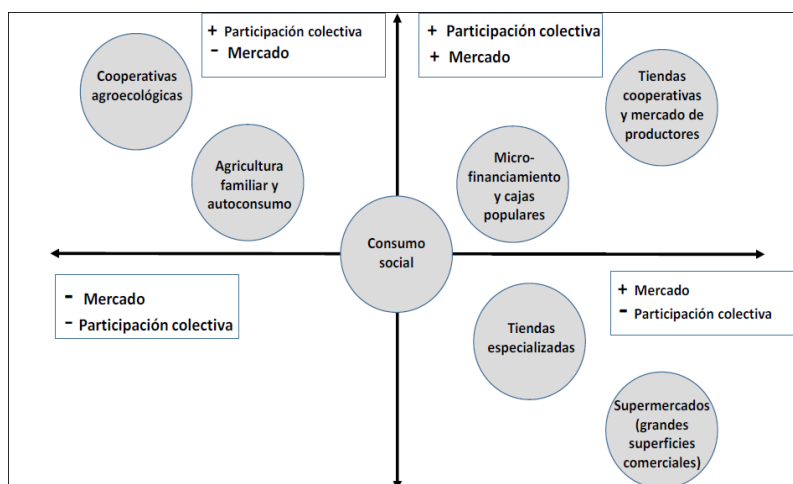 Cooperativas
agroecológicas
+ Participación colectiva
- Mercado
+ Participación colectiva
+ Mercado
Tiendas
cooperativas
y mercado de
productores
Agricultura
familiar y
autoconsumo
Micro-
financiamiento
y cajas
populares
Consumo
social
- Mercado
- Participación colectiva
+ Mercado
- Participación colectiva
Tiendas
especializadas
Supermercados
(grandes
superficies
comerciales)